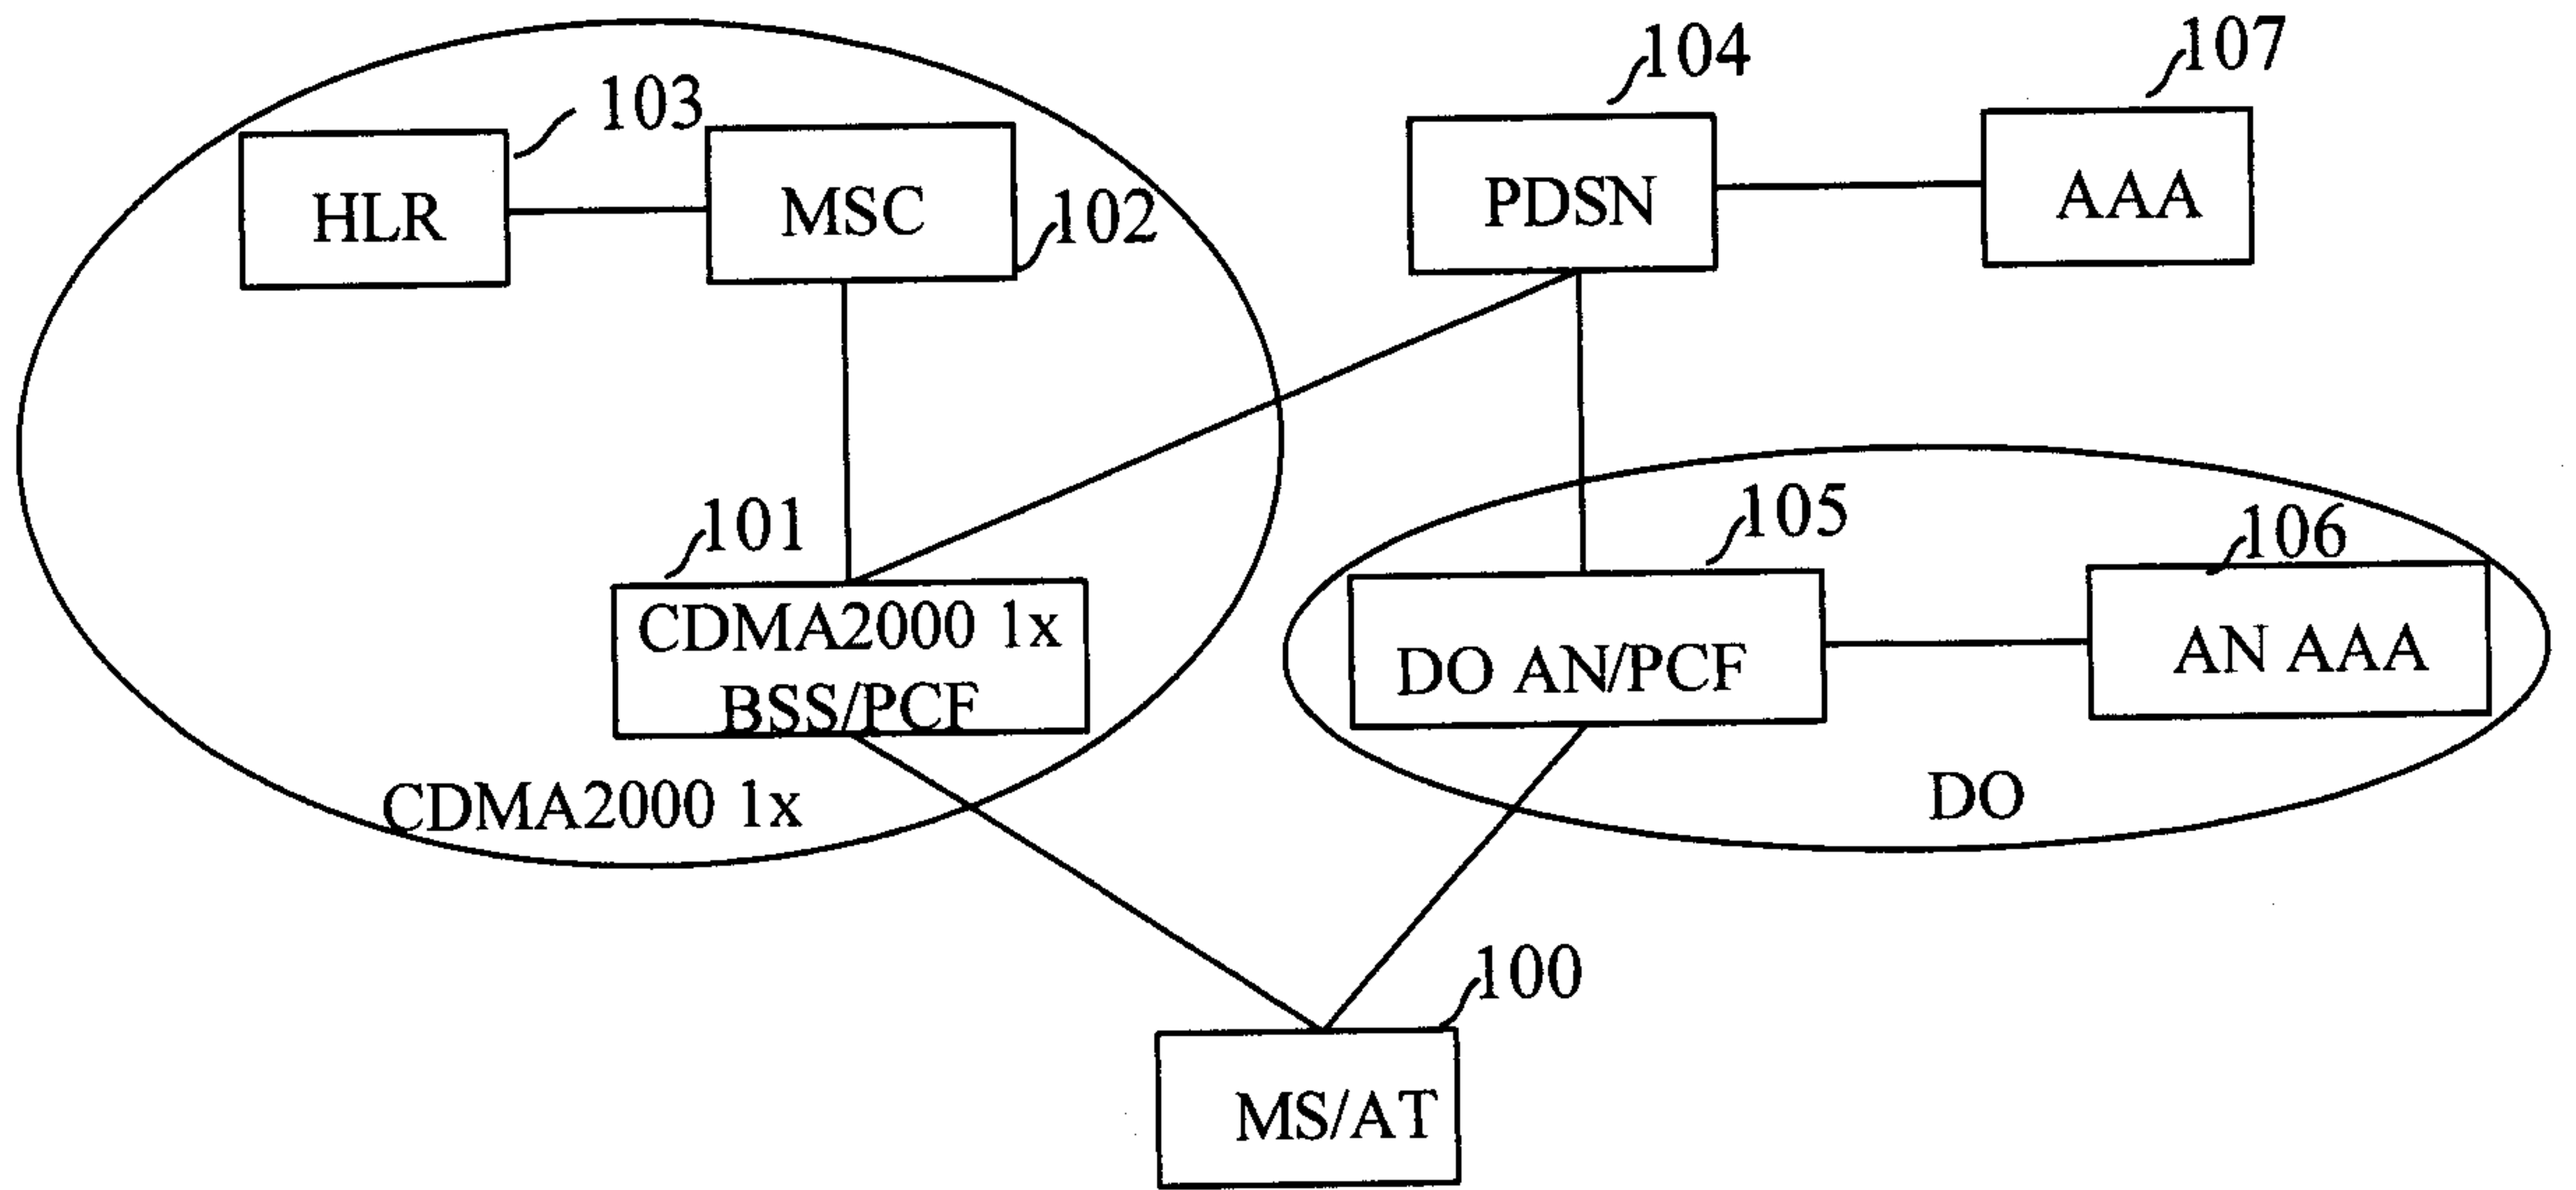 104
107
103
HLR
MSC
102
PDSN
AAA
101
105
106
CDMA2000 1x
BSS/PCF
DO AN/PCF
AN AAA
CDMA2000 1x
DO
100
MS/AT